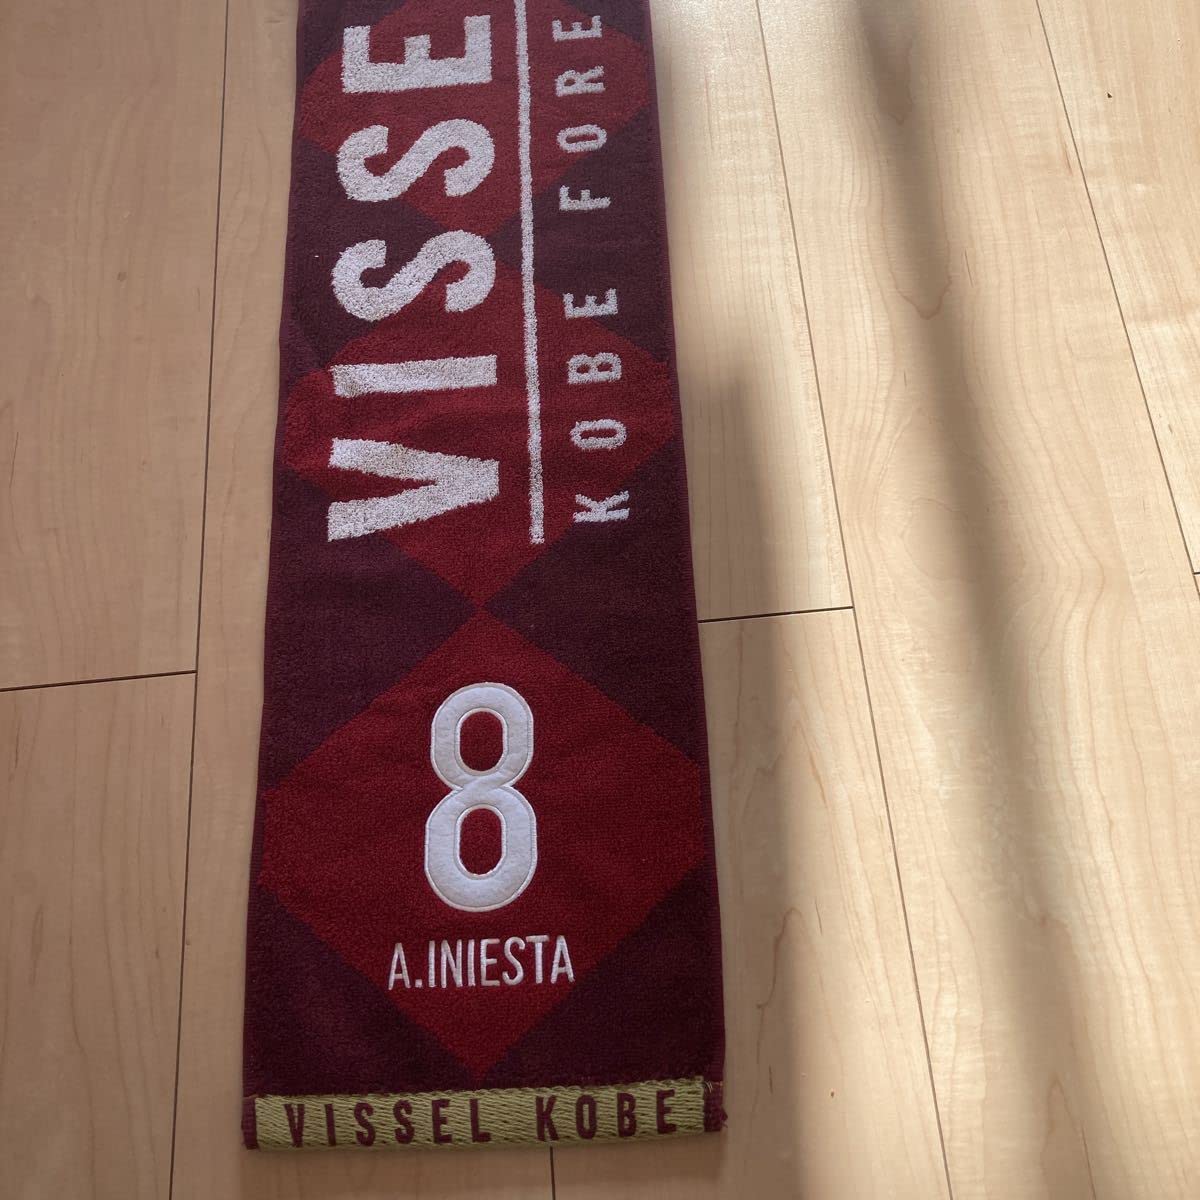 VISSE
KOBE FORE
8
A.INIESTA
VISSEL KOBE